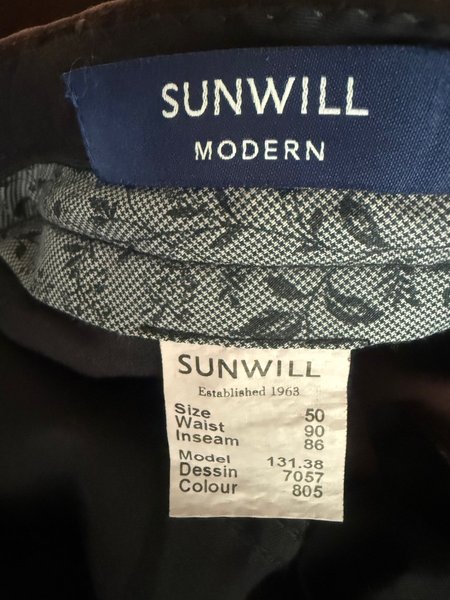 SUNWILL
MODERN
SUNWILL
Established 1963
Size 50
Waist 90
Inseam 86
Model 131.38
Dessin 7057
Colour 805